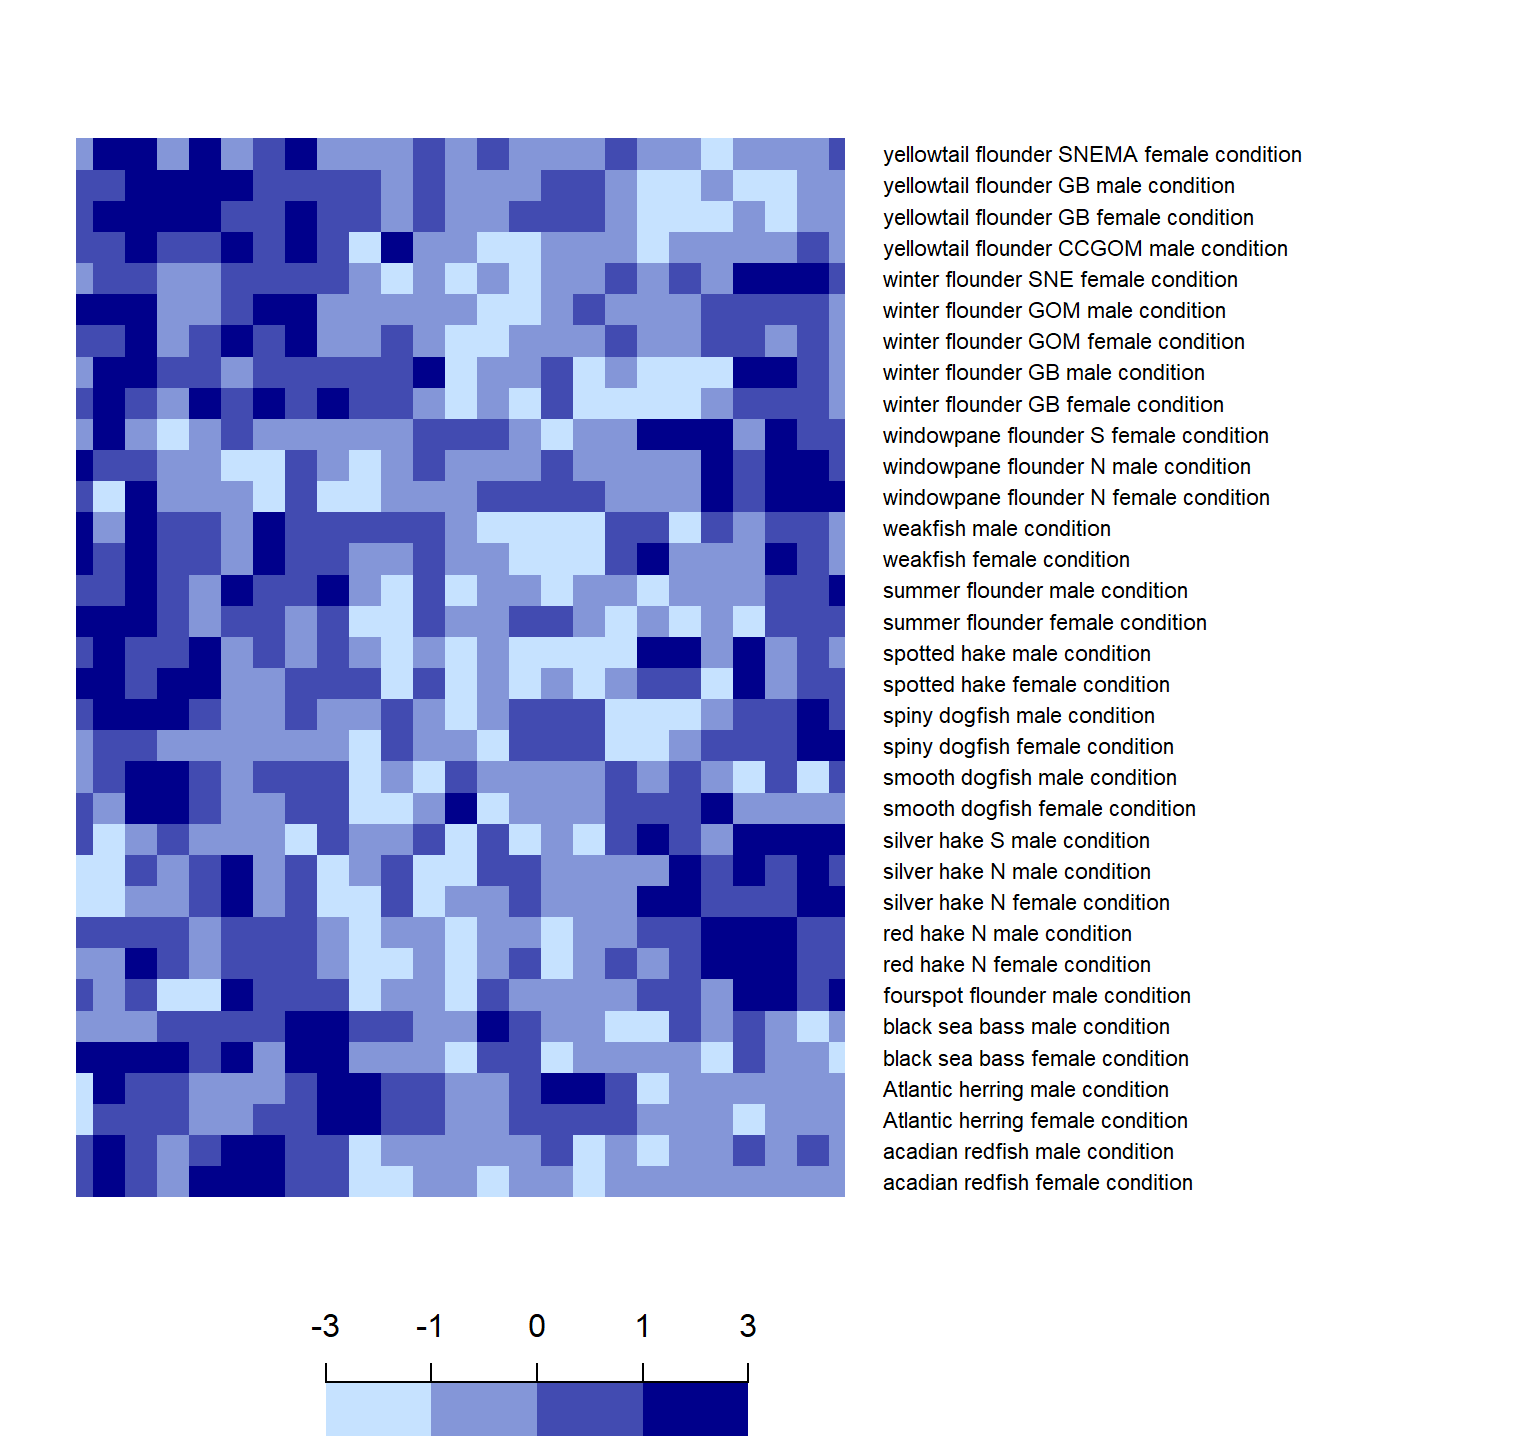 yellowtail flounder SNEMA female condition
yellowtail flounder GB male condition
yellowtail flounder GB female condition
yellowtail flounder CCGOM male condition
winter flounder SNE female condition
winter flounder GOM male condition
winter flounder GOM female condition
winter flounder GB male condition
winter flounder GB female condition
windowpane flounder S female condition
windowpane flounder N male condition
windowpane flounder N female condition
weakfish male condition
weakfish female condition
summer flounder male condition
summer flounder female condition
spotted hake male condition
spotted hake female condition
spiny dogfish male condition
spiny dogfish female condition
smooth dogfish male condition
smooth dogfish female condition
silver hake S male condition
silver hake N male condition
silver hake N female condition
red hake N male condition
red hake N female condition
fourspot flounder male condition
black sea bass male condition
black sea bass female condition
Atlantic herring male condition
Atlantic herring female condition
acadian redfish male condition
acadian redfish female condition
-3 -1 0 1 3